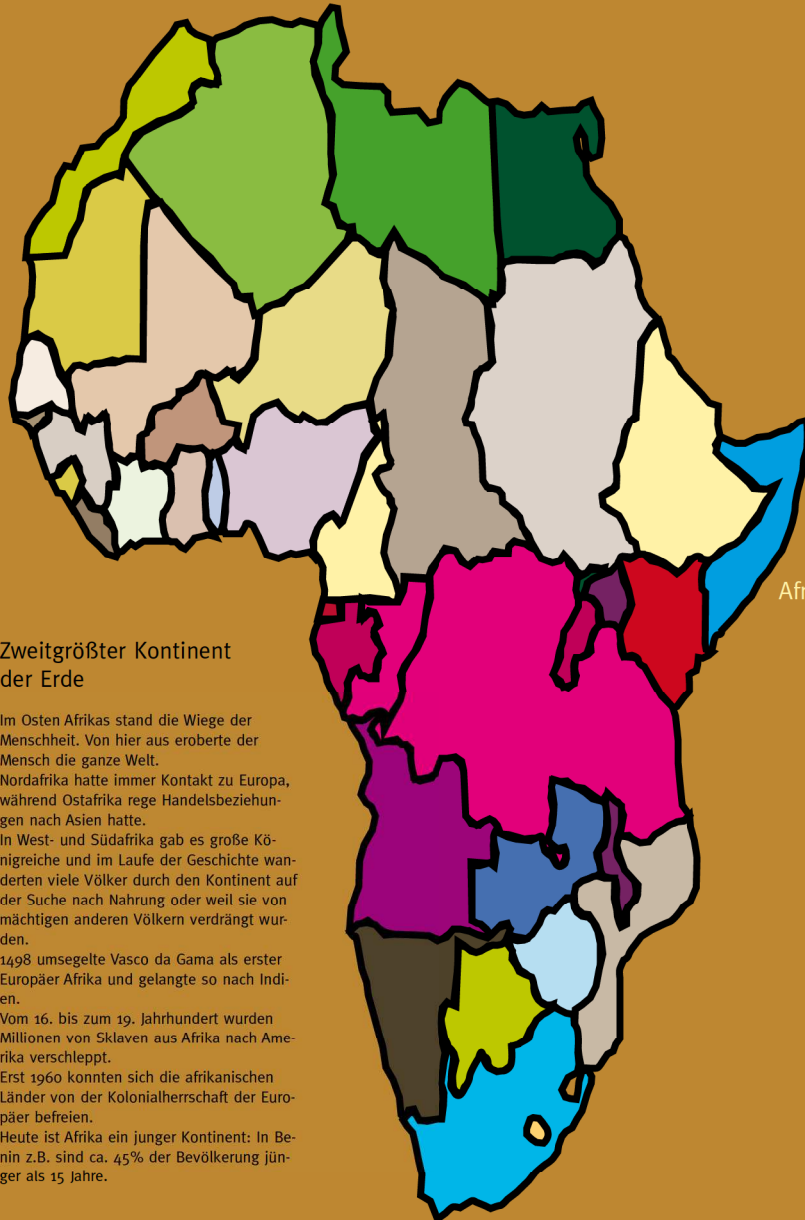 Afr
Zweitgrößter Kontinent
der Erde
Im Osten Afrikas stand die Wiege der
Menschheit. Von hier aus eroberte der
Mensch die ganze Welt.
Nordafrika hatte immer Kontakt zu Europa,
während Ostafrika rege Handelsbeziehun-
gen nach Asien hatte.
In West- und Südafrika gab es große Kö-
nigreiche und im Laufe der Geschichte wan-
derten viele Völker durch den Kontinent auf
der Suche nach Nahrung oder weil sie von
mächtigen anderen Völkern verdrängt wur-
den.
1498 umsegelte Vasco da Gama als erster
Europäer Afrika und gelangte so nach Indi-
en.
Vom 16. bis zum 19. Jahrhundert wurden
Millionen von Sklaven aus Afrika nach Ame-
rika verschleppt.
Erst 1960 konnten sich die afrikanischen
Länder von der Kolonialherrschaft der Euro-
päer befreien.
Heute ist Afrika ein junger Kontinent: In Be-
nin z.B. sind ca. 45% der Bevölkerung jün-
ger als 15 Jahre.